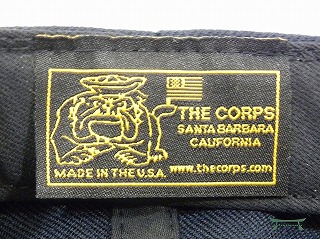 THE CORPS
SANTA BARBARA
CALIFORNIA
MADE IN THE U.S.A. www.thecorps.com